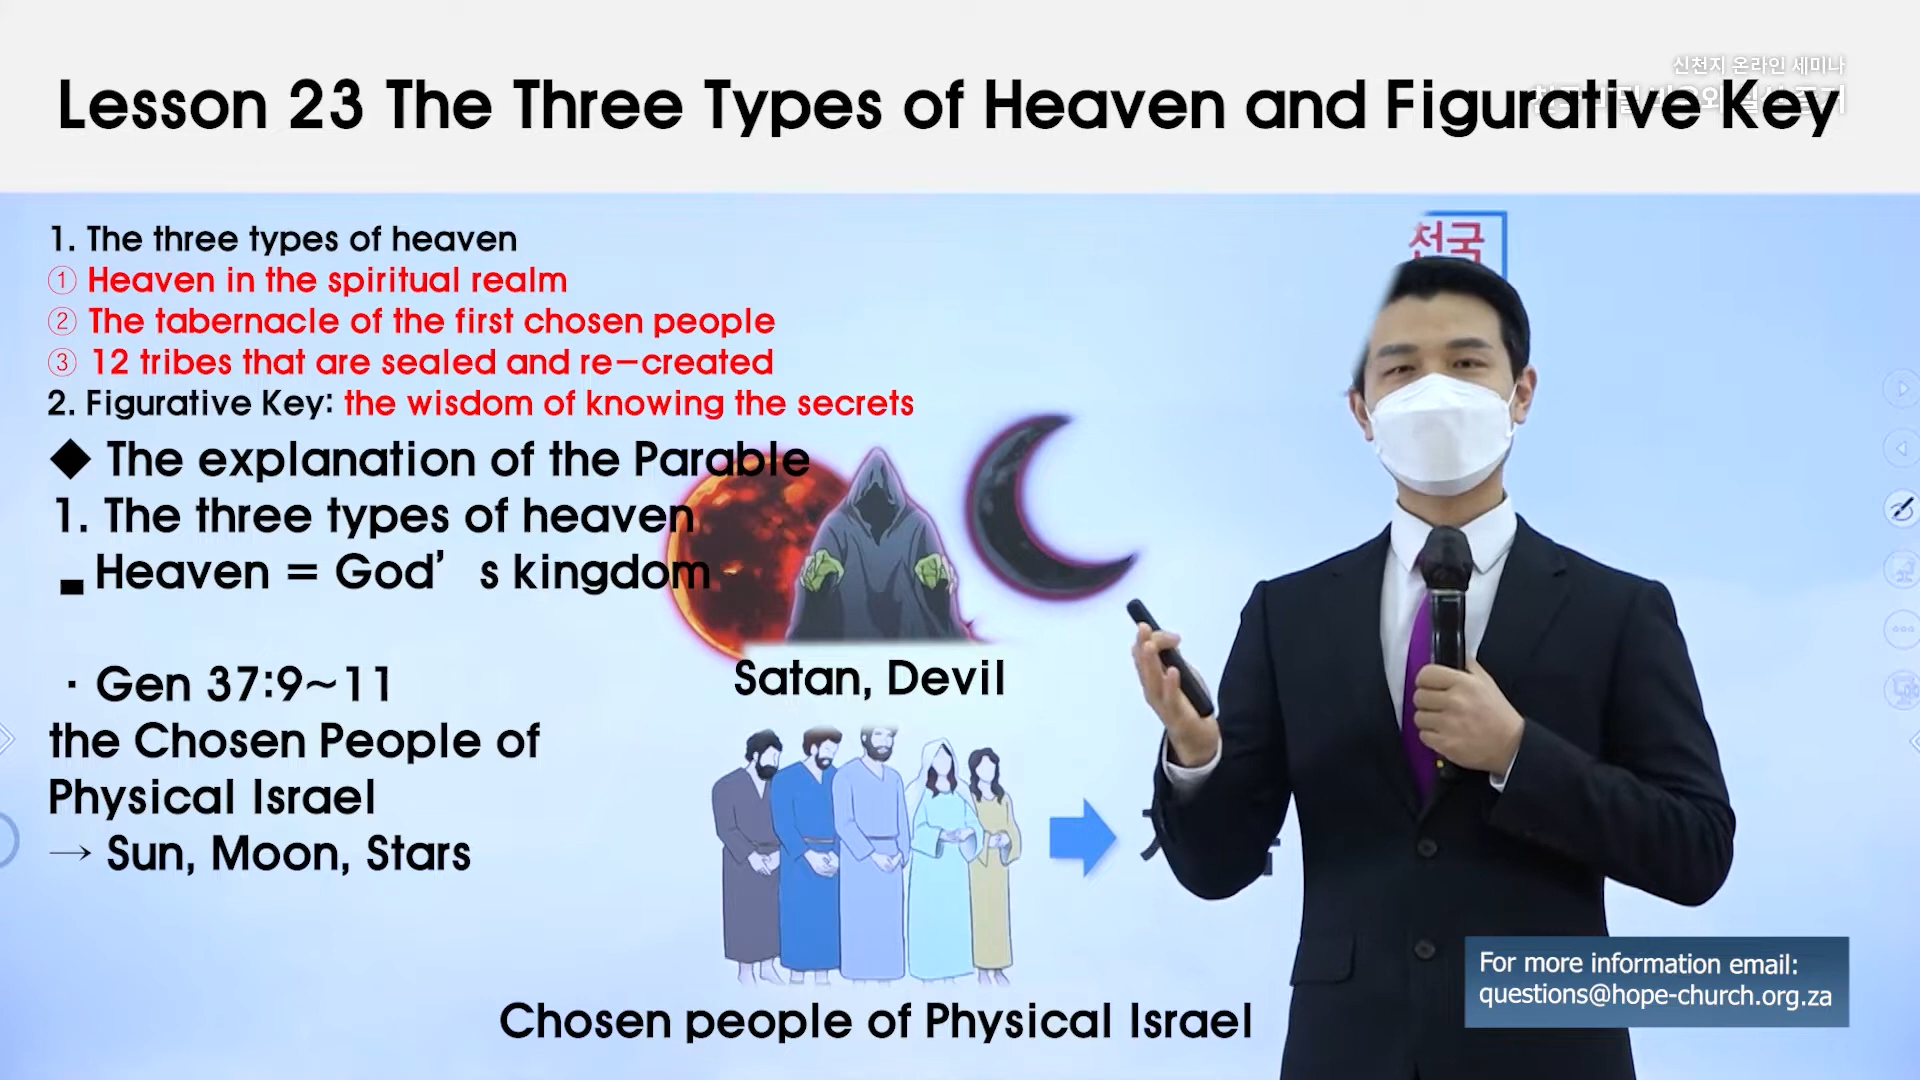 신천지 온라인 세미나
Lesson 23 The Three Types of Heaven and Figurative Key
천국
1. The three types of heaven
① Heaven in the spiritual realm
② The tabernacle of the first chosen people
③ 12 tribes that are sealed and re-created
2. Figurative Key: the wisdom of knowing the secrets
◆ The explanation of the Parable
1. The three types of heaven
▄ Heaven = God’s kingdom
· Gen 37:9~11
the Chosen People of
Physical Israel
→ Sun, Moon, Stars
Satan, Devil
Chosen people of Physical Israel
For more information email:
questions@hope-church.org.za